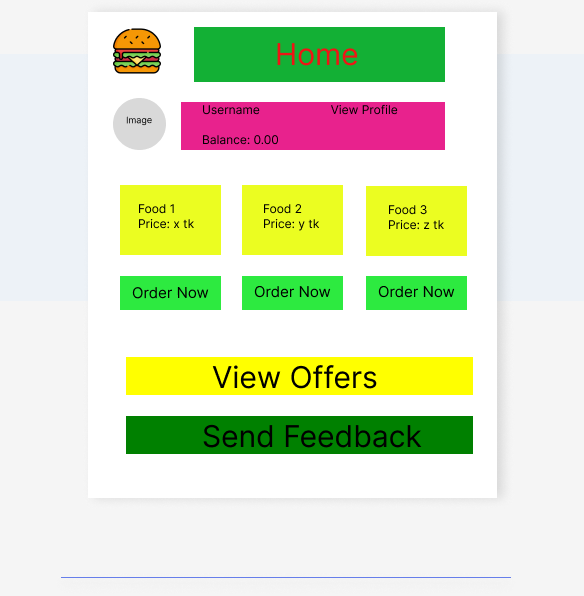 Home
Image
Username
View Profile
Balance: 0.00
Food 1
Price: x tk
Food 2
Price: y tk
Food 3
Price: z tk
Order Now
Order Now
Order Now
View Offers
Send Feedback